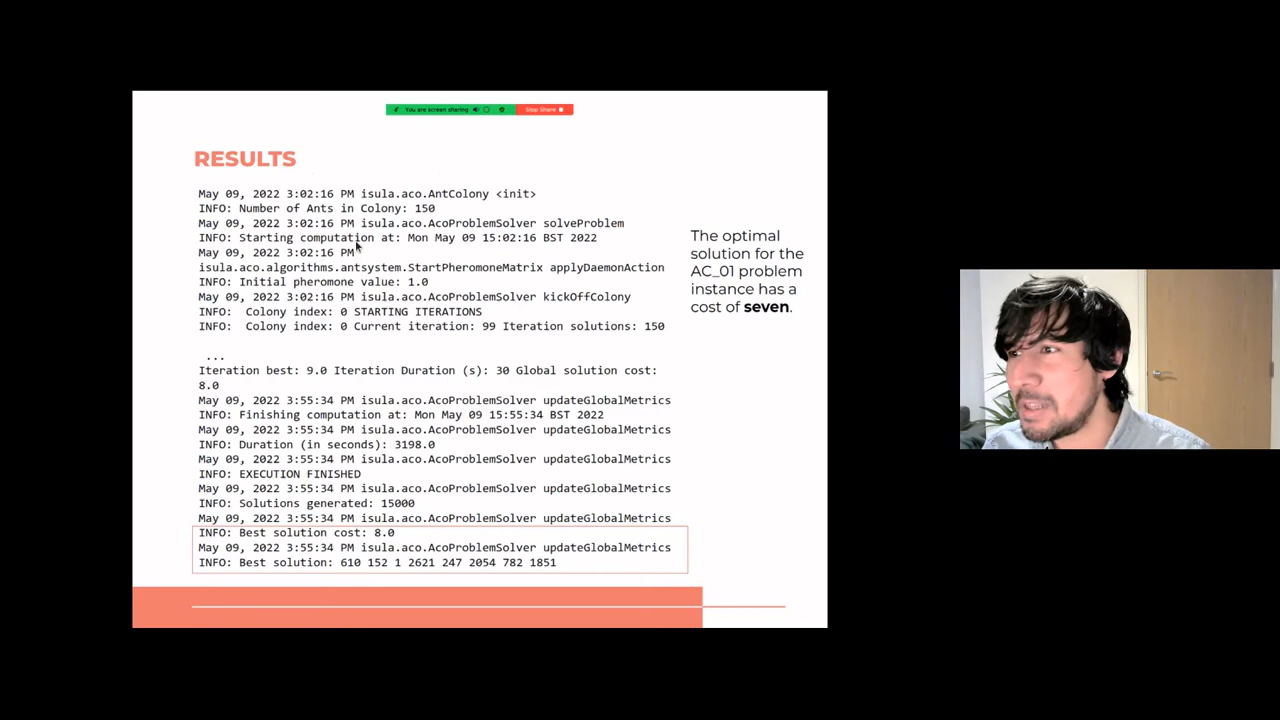 You are screen sharing
Stop Share
RESULTS
May 09, 2022 3:02:16 PM isula.aco.AntColony <init>
INFO: Number of Ants in Colony: 150
May 09, 2022 3:02:16 PM isula.aco.AcoProblemSolver solveProblem
INFO: Starting computation at: Mon May 09 15:02:16 BST 2022
May 09, 2022 3:02:16 PM
isula.aco.algorithms.antsystem.StartPheromoneMatrix applyDaemonAction
INFO: Initial pheromone value: 1.0
May 09, 2022 3:02:16 PM isula.aco.AcoProblemSolver kickOffColony
INFO:  Colony index: 0 STARTING ITERATIONS
INFO:  Colony index: 0 Current iteration: 99 Iteration solutions: 150
...
Iteration best: 9.0 Iteration Duration (s): 30 Global solution cost:
8.0
May 09, 2022 3:55:34 PM isula.aco.AcoProblemSolver updateGlobalMetrics
INFO: Finishing computation at: Mon May 09 15:55:34 BST 2022
May 09, 2022 3:55:34 PM isula.aco.AcoProblemSolver updateGlobalMetrics
INFO: Duration (in seconds): 3198.0
May 09, 2022 3:55:34 PM isula.aco.AcoProblemSolver updateGlobalMetrics
INFO: EXECUTION FINISHED
May 09, 2022 3:55:34 PM isula.aco.AcoProblemSolver updateGlobalMetrics
INFO: Solutions generated: 15000
May 09, 2022 3:55:34 PM isula.aco.AcoProblemSolver updateGlobalMetrics
INFO: Best solution cost: 8.0
May 09, 2022 3:55:34 PM isula.aco.AcoProblemSolver updateGlobalMetrics
INFO: Best solution: 610 152 1 2621 247 2054 782 1851
The optimal
solution for the
AC_01 problem
instance has a
cost of seven.